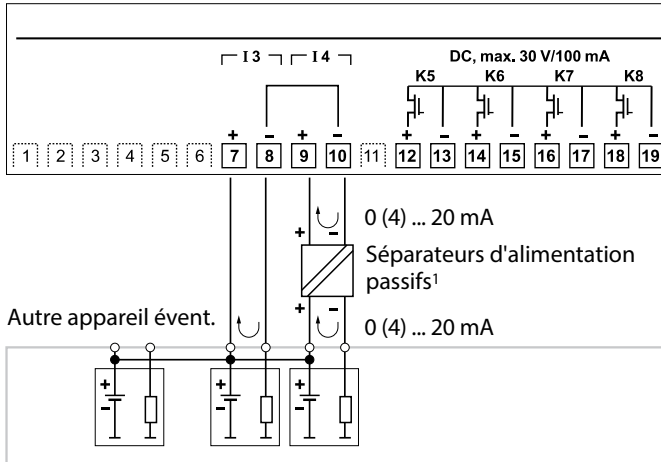 I 3 I 4 DC, max. 30 V/100 mA
K5 K6 K7 K8
+ − + − + − + − + − + −
1 2 3 4 5 6 7 8 9 10 11 12 13 14 15 16 17 18 19
0 (4) ... 20 mA
+ −
Séparateurs d'alimentation
passifs¹
+ −
Autre appareil évent.
0 (4) ... 20 mA
+ + +
− − −